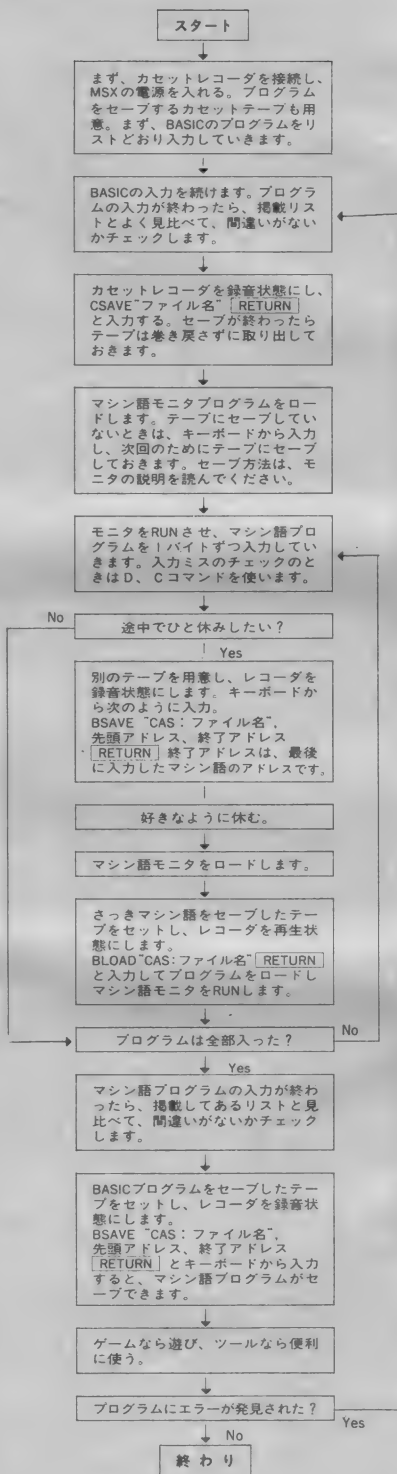 スタート
まず、カセットレコーダを接続し、
MSXの電源を入れる。プログラム
をセーブするカセットテープも用
意。まず、BASICのプログラムをリ
ストどおり入力していきます。
BASICの入力を続けます。プログラ
ムの入力が終わったら、掲載リス
トとよく見比べて、間違いがない
かチェックします。
カセットレコーダを録音状態にし、
CSAVE"ファイル名" RETURN
と入力する。セーブが終わったら
テープは巻き戻さずに取り出して
おきます。
マシン語モニタプログラムをロー
ドします。テープにセーブしてい
ないときは、キーボードから入力
し、次回のためにテープにセーブ
しておきます。セーブ方法は、モ
ニタの説明を読んでください。
モニタをRUNさせ、マシン語プロ
グラムを1バイトずつ入力してい
きます。入力ミスのチェックのと
きはD、Cコマンドを使います。
No
途中でひと休みしたい?
Yes
別のテープを用意し、レコーダを
録音状態にします。キーボードか
ら次のように入力。
BSAVE "CAS:ファイル名",
先頭アドレス、終了アドレス
RETURN 終了アドレスは、最後
に入力したマシン語のアドレスです。
好きなように休む。
マシン語モニタをロードします。
さっきマシン語をセーブしたテー
プをセットし、レコーダを再生状
態にします。
BLOAD"CAS:ファイル名" RETURN
と入力してプログラムをロードし
マシン語モニタをRUNします。
プログラムは全部入った?
No
Yes
マシン語プログラムの入力が終わ
ったら、掲載してあるリストと見
比べて、間違いがないかチェック
します。
BASICプログラムをセーブしたテー
プをセットし、レコーダを録音状
態にします。
BSAVE "CAS:ファイル名",
先頭アドレス、終了アドレス
RETURN とキーボードから入力
すると、マシン語プログラムがセ
ーブできます。
ゲームなら遊び、ツールなら便利
に使う。
プログラムにエラーが発見された?
Yes
No
終わり